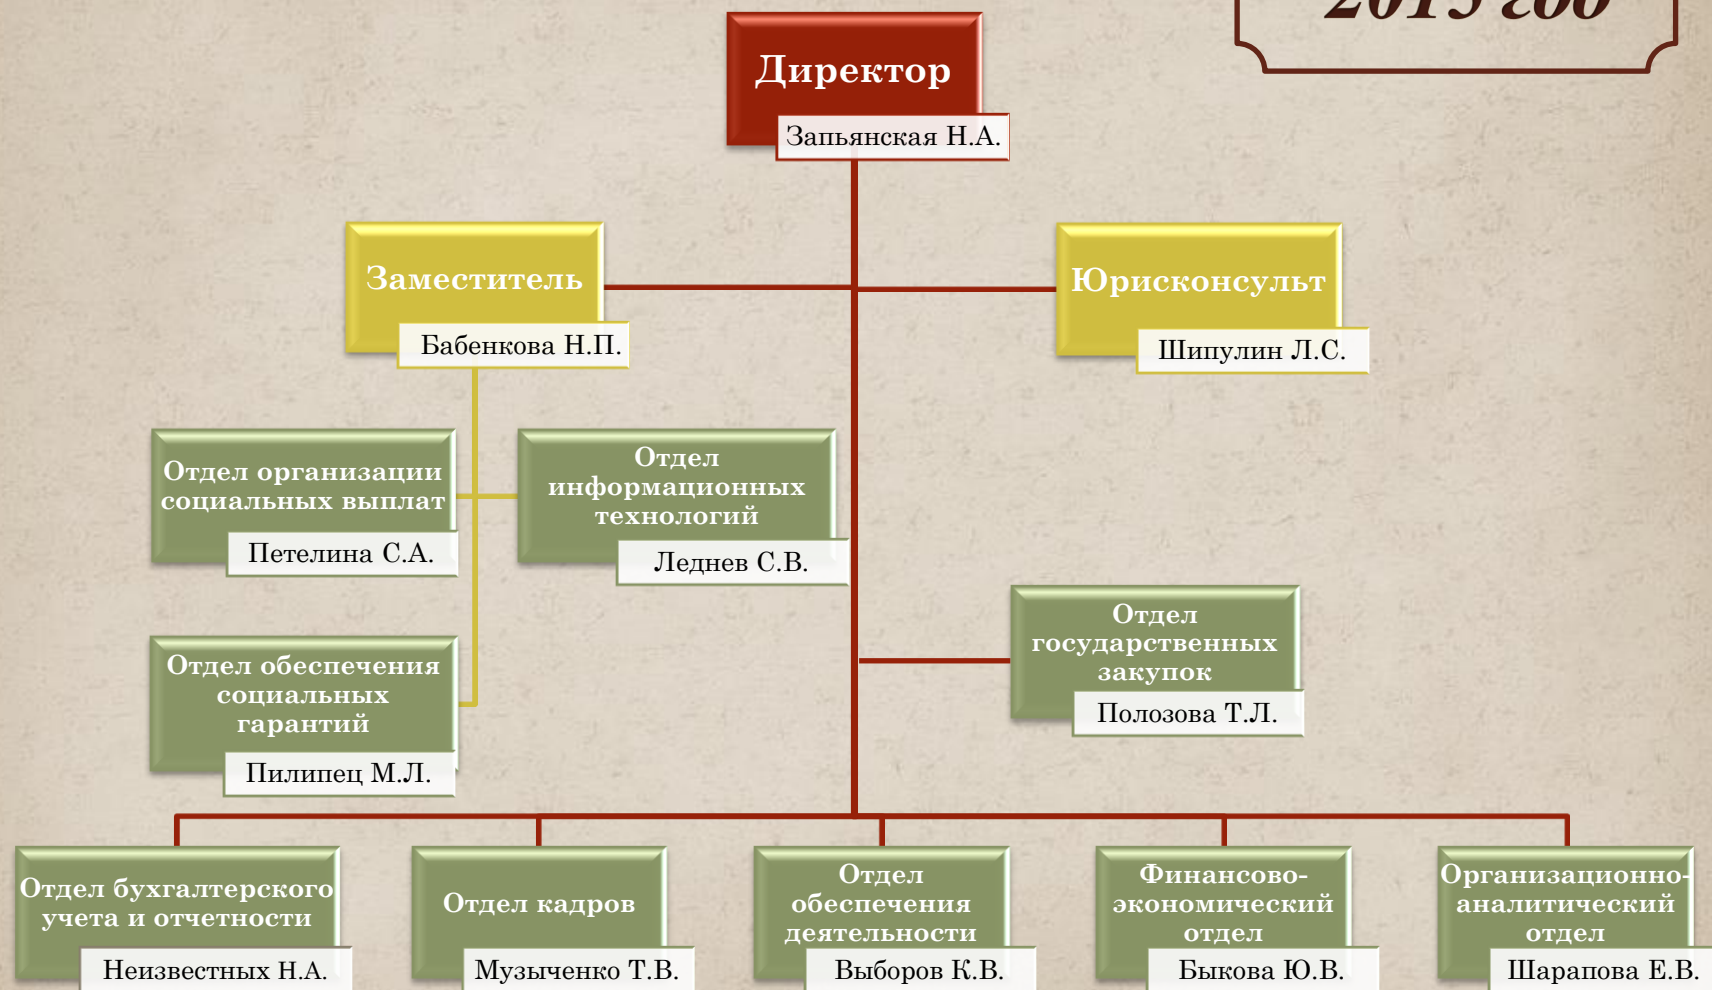 2015 год
Директор
Запьянская Н.А.
Заместитель
Бабенкова Н.П.
Юрисконсульт
Шипулин Л.С.
Отдел организации
социальных выплат
Петелина С.А.
Отдел
информационных
технологий
Леднев С.В.
Отдел
государственных
закупок
Полозова Т.Л.
Отдел обеспечения
социальных
гарантий
Пилипец М.Л.
Отдел бухгалтерского
учета и отчетности
Неизвестных Н.А.
Отдел кадров
Музыченко Т.В.
Отдел
обеспечения
деятельности
Выборов К.В.
Финансово-
экономический
отдел
Быкова Ю.В.
Организационно-
аналитический
отдел
Шарапова Е.В.